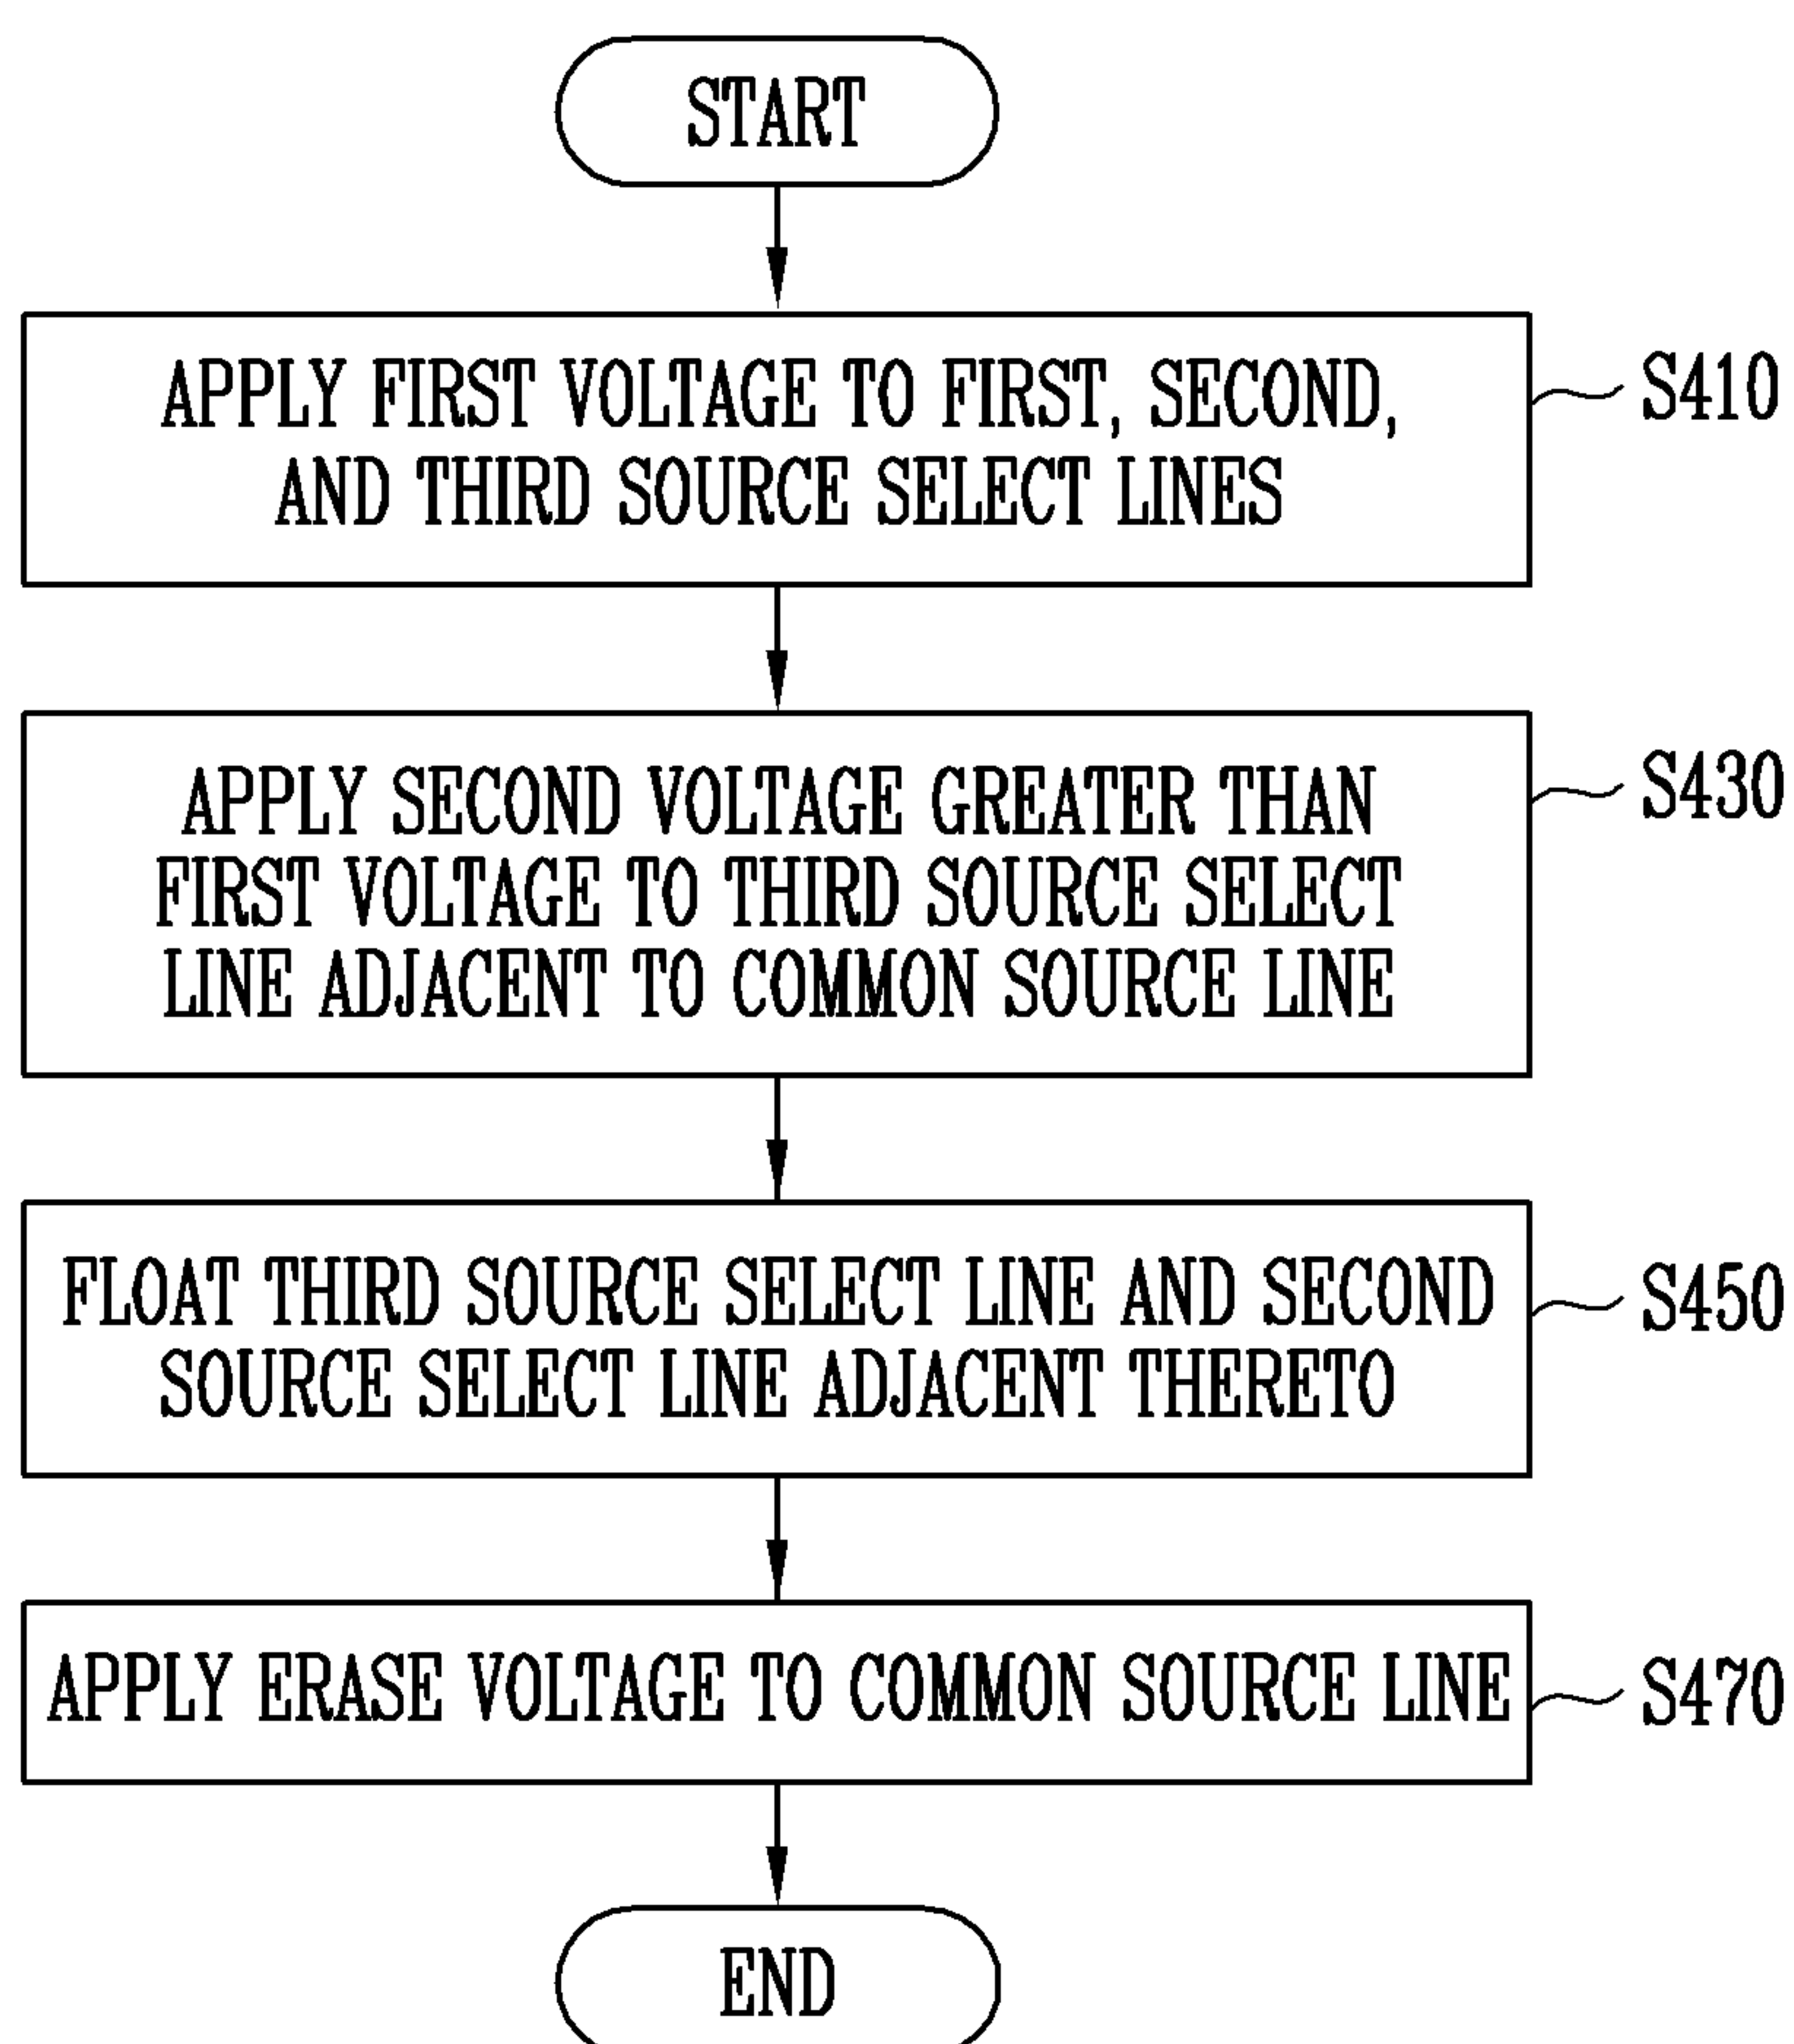 START
APPLY FIRST VOLTAGE TO FIRST, SECOND,
AND THIRD SOURCE SELECT LINES
S410
APPLY SECOND VOLTAGE GREATER THAN
FIRST VOLTAGE TO THIRD SOURCE SELECT
LINE ADJACENT TO COMMON SOURCE LINE
S430
FLOAT THIRD SOURCE SELECT LINE AND SECOND
SOURCE SELECT LINE ADJACENT THERETO
S450
APPLY ERASE VOLTAGE TO COMMON SOURCE LINE
S470
END